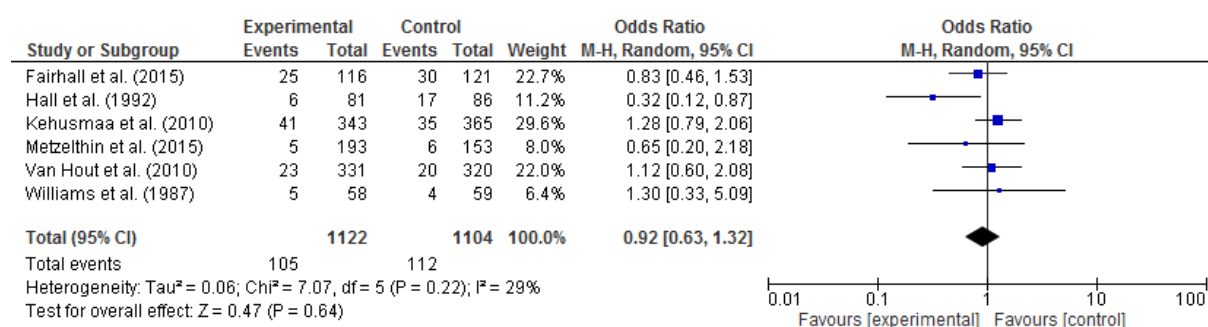 Experimental Control Odds Ratio Odds Ratio
Study or Subgroup Events Total Events Total Weight M-H, Random, 95% CI M-H, Random, 95% CI
Fairhall et al. (2015) 25 116 30 121 22.7% 0.83 [0.46, 1.53]
Hall et al. (1992) 6 81 17 86 11.2% 0.32 [0.12, 0.87]
Kehusmaa et al. (2010) 41 343 35 365 29.6% 1.28 [0.79, 2.06]
Metzelthin et al. (2015) 5 193 6 153 8.0% 0.65 [0.20, 2.18]
Van Hout et al. (2010) 23 331 20 320 22.0% 1.12 [0.60, 2.08]
Williams et al. (1987) 5 58 4 59 6.4% 1.30 [0.33, 5.09]
Total (95% CI) 1122 1104 100.0% 0.92 [0.63, 1.32]
Total events 105 112
Heterogeneity: Tau² = 0.06; Chi² = 7.07, df = 5 (P = 0.22); I² = 29%
Test for overall effect: Z = 0.47 (P = 0.64)
0.01 0.1 1 10 100
Favours [experimental] Favours [control]